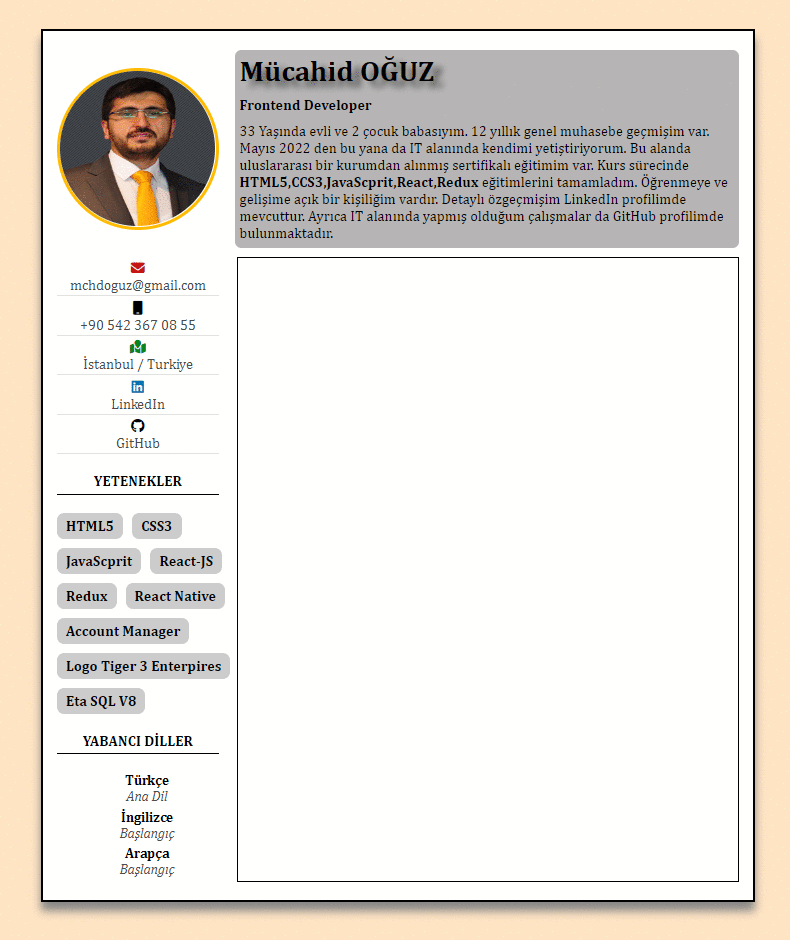 Mücahid OĞUZ
Frontend Developer
33 Yaşında evli ve 2 çocuk babasıyım. 12 yıllık genel muhasebe geçmişim var.
Mayıs 2022 den bu yana da IT alanında kendimi yetiştiriyorum. Bu alanda
uluslararası bir kurumdan alınmış sertifikalı eğitimim var. Kurs sürecinde
HTML5,CCS3,JavaScprit,React,Redux eğitimlerini tamamladım. Öğrenmeye ve
gelişime açık bir kişiliğim vardır. Detaylı özgeçmişim LinkedIn profilimde
mevcuttur. Ayrıca IT alanında yapmış olduğum çalışmalar da GitHub profilimde
bulunmaktadır.
mchdoguz@gmail.com
+90 542 367 08 55
İstanbul / Turkiye
LinkedIn
GitHub
YETENEKLER
HTML5 CSS3
JavaScprit React-JS
Redux React Native
Account Manager
Logo Tiger 3 Enterpires
Eta SQL V8
YABANCI DİLLER
Türkçe
Ana Dil
İngilizce
Başlangıç
Arapça
Başlangıç